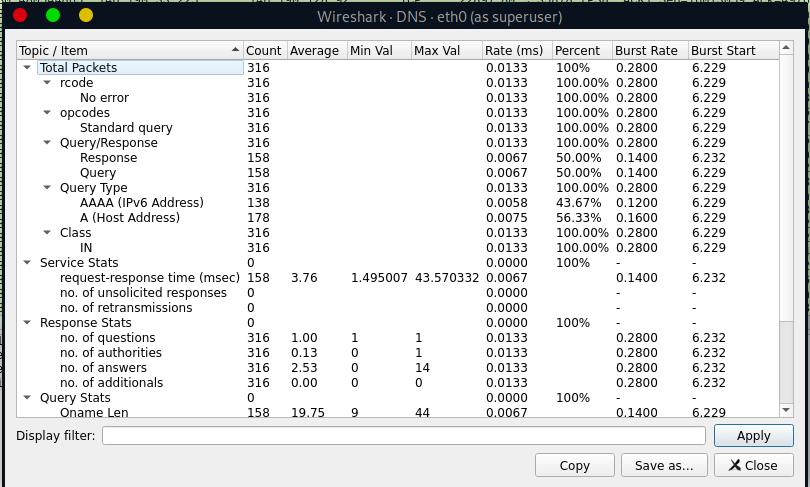 Wireshark · DNS · eth0 (as superuser)
Topic / Item Count Average Min Val Max Val Rate (ms) Percent Burst Rate Burst Start
Total Packets 316 0.0133 100% 0.2800 6.229
rcode 316 0.0133 100.00% 0.2800 6.229
No error 316 0.0133 100.00% 0.2800 6.229
opcodes 316 0.0133 100.00% 0.2800 6.229
Standard query 316 0.0133 100.00% 0.2800 6.229
Query/Response 316 0.0133 100.00% 0.2800 6.229
Response 158 0.0067 50.00% 0.1400 6.232
Query 158 0.0067 50.00% 0.1400 6.229
Query Type 316 0.0133 100.00% 0.2800 6.229
AAAA (IPv6 Address) 138 0.0058 43.67% 0.1200 6.229
A (Host Address) 178 0.0075 56.33% 0.1600 6.229
Class 316 0.0133 100.00% 0.2800 6.229
IN 316 0.0133 100.00% 0.2800 6.229
Service Stats 0 0.0000 100% - -
request-response time (msec) 158 3.76 1.495007 43.570332 0.0067 0.1400 6.232
no. of unsolicited responses 0 0.0000 - -
no. of retransmissions 0 0.0000 - -
Response Stats 0 0.0000 100% - -
no. of questions 316 1.00 1 1 0.0133 0.2800 6.232
no. of authorities 316 0.13 0 1 0.0133 0.2800 6.232
no. of answers 316 2.53 0 14 0.0133 0.2800 6.232
no. of additionals 316 0.00 0 0 0.0133 0.2800 6.232
Query Stats 0 0.0000 100% - -
Qname Len 158 19.75 9 44 0.0067 0.1400 6.229
Display filter:
Apply
Copy Save as... Close